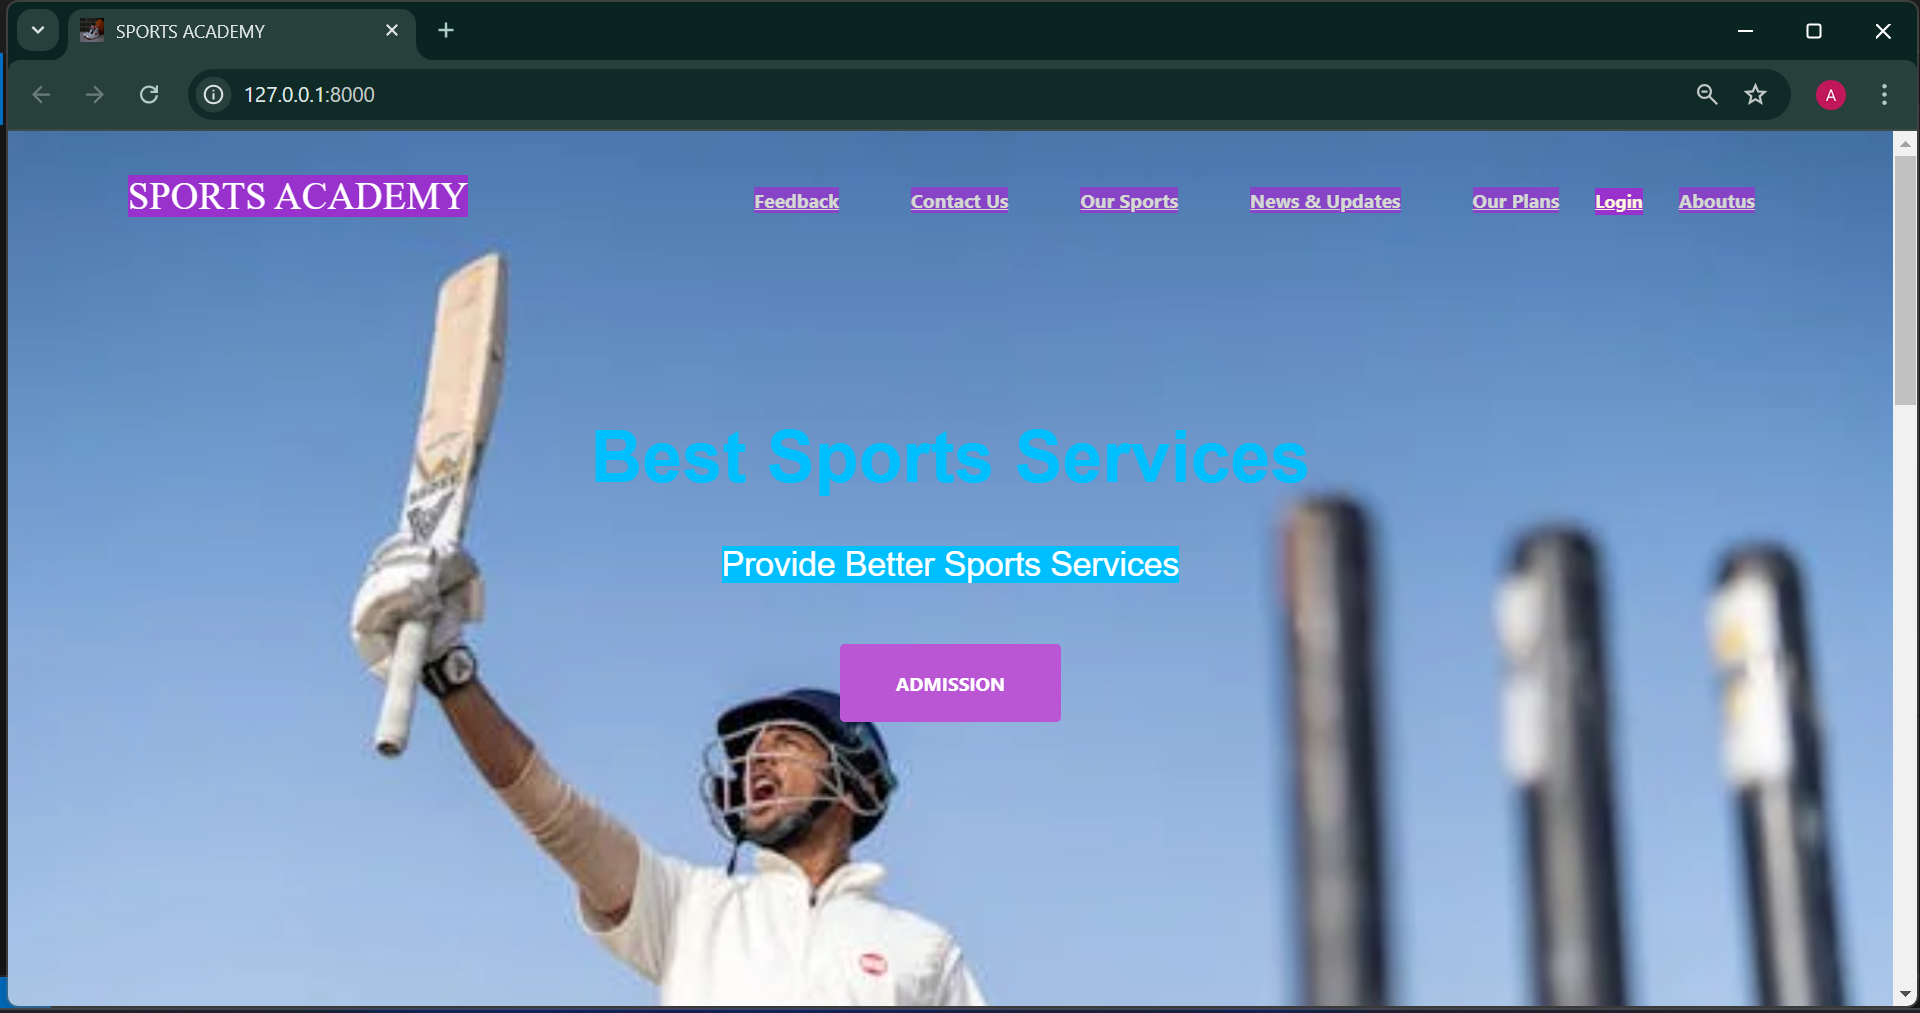 SPORTS ACADEMY
127.0.0.1:8000
A
SPORTS ACADEMY
Feedback
Contact Us
Our Sports
News & Updates
Our Plans
Login
Aboutus
Best Sports Services
Provide Better Sports Services
ADMISSION